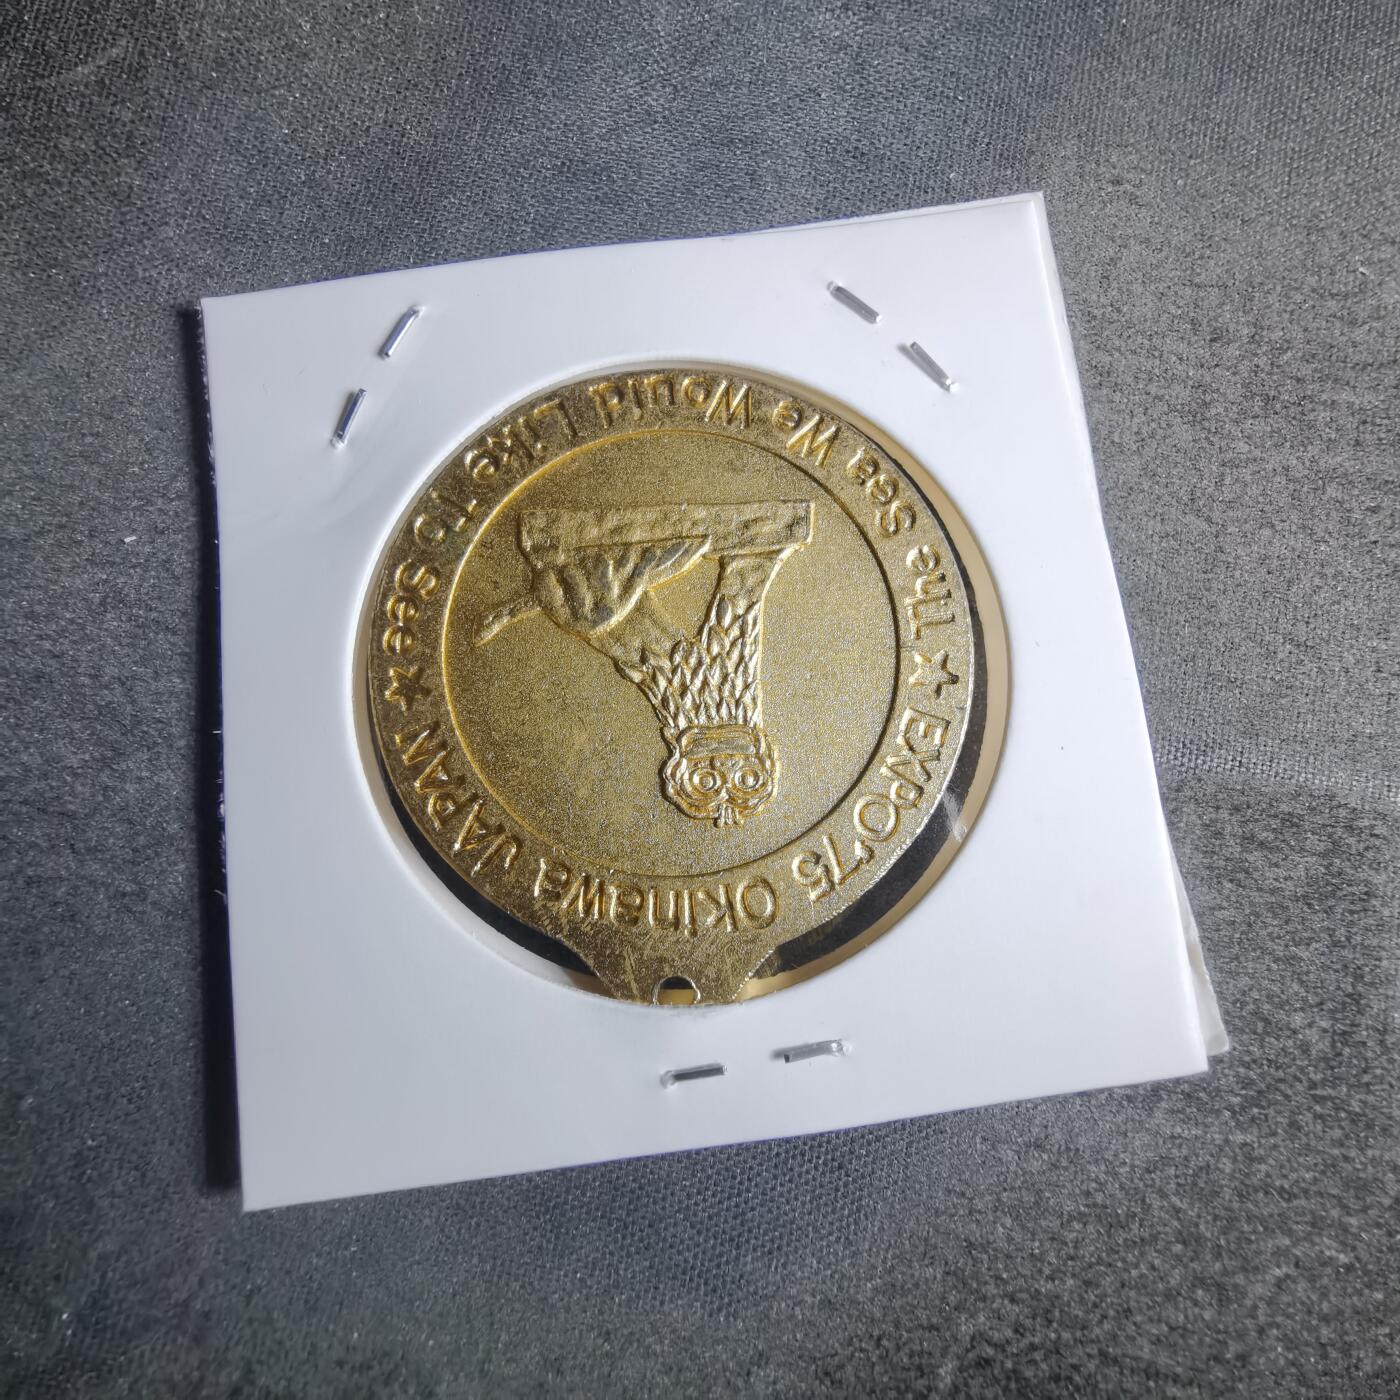 ★ EXPO'75 Okinawa JAPAN ★
The Sea We Would Like To See